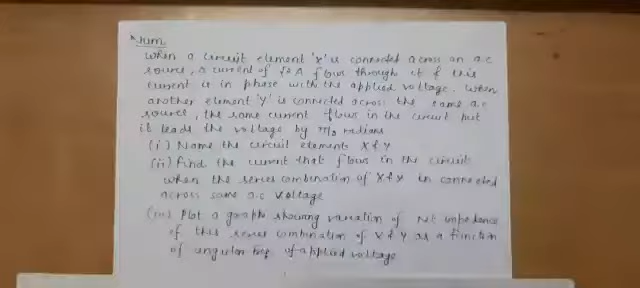 Num.
When a circuit element 'x' is connected across an a.c
source, a current of √2 A flows through it & this
current is in phase with the applied voltage. When
another element 'Y' is connected across the same a.c
source, the same current flows in the circuit but
it leads the voltage by π/2 radians
(i) Name the circuit elements X & Y
(ii) Find the current that flows in the circuit
when the series combination of X & Y is connected
across same a.c voltage
(iii) Plot a graph showing variation of net impedance
of this series combination of X & Y as a function
of angular freq of applied voltage